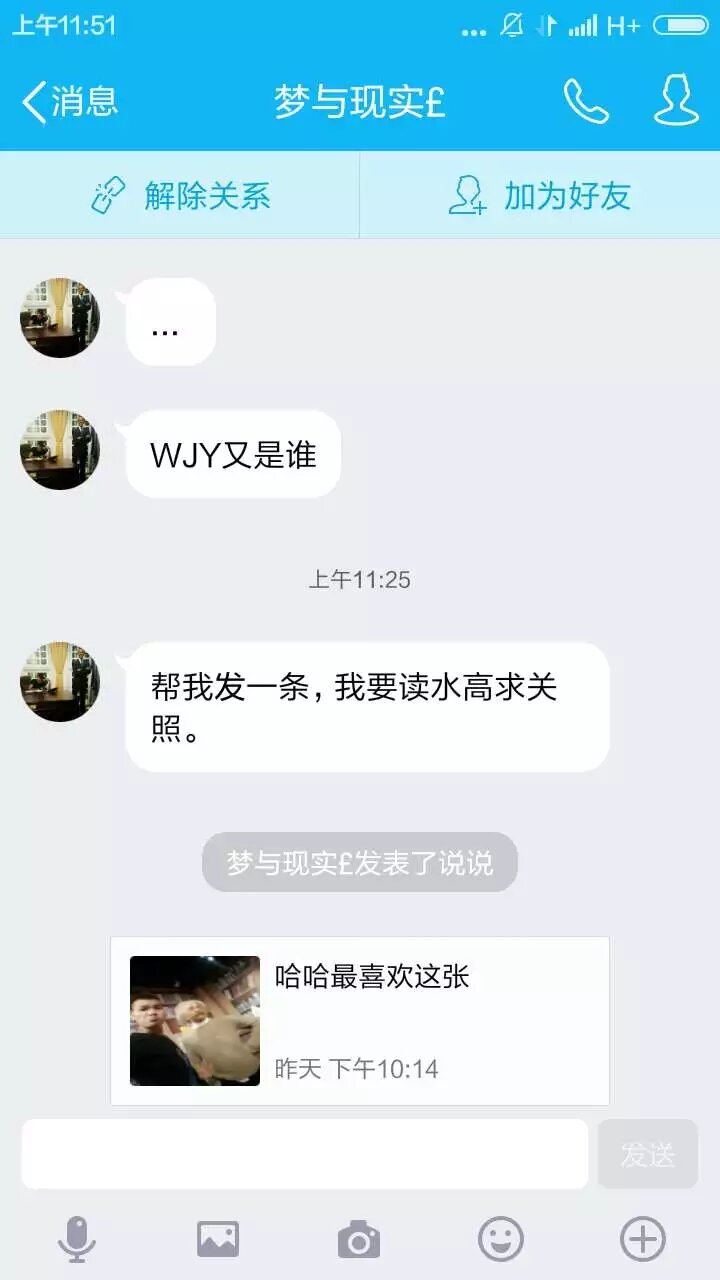 上午11:51
... H+
消息
梦与现实£
解除关系
加为好友
...
WJY又是谁
上午11:25
帮我发一条，我要读水高求关
照。
梦与现实£发表了说说
哈哈最喜欢这张
昨天 下午10:14
发送